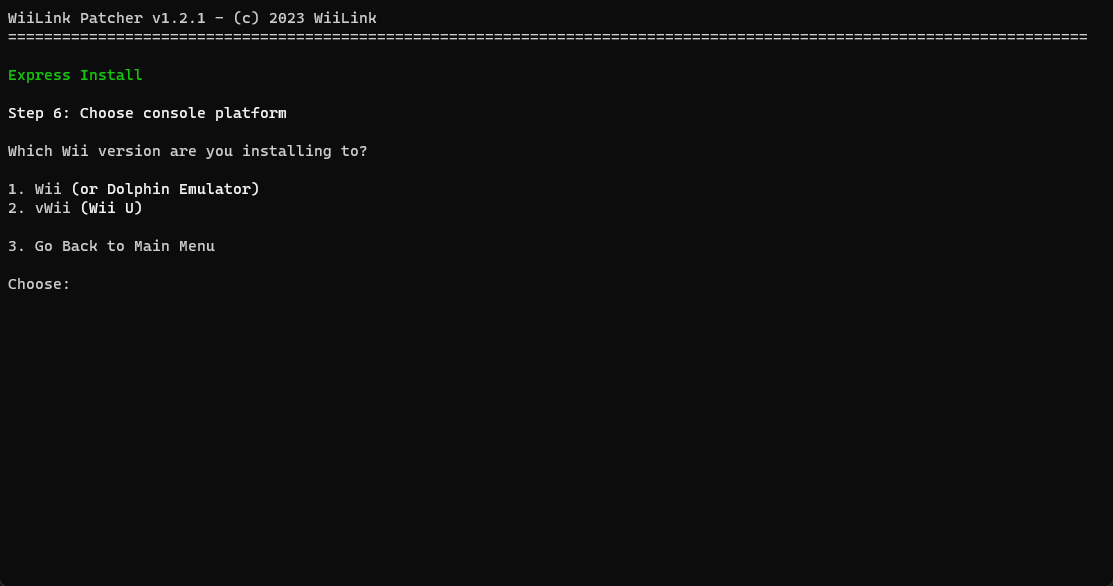 WiiLink Patcher v1.2.1 - (c) 2023 WiiLink
========================================================================================================================
Express Install
Step 6: Choose console platform
Which Wii version are you installing to?
1. Wii (or Dolphin Emulator)
2. vWii (Wii U)
3. Go Back to Main Menu
Choose: